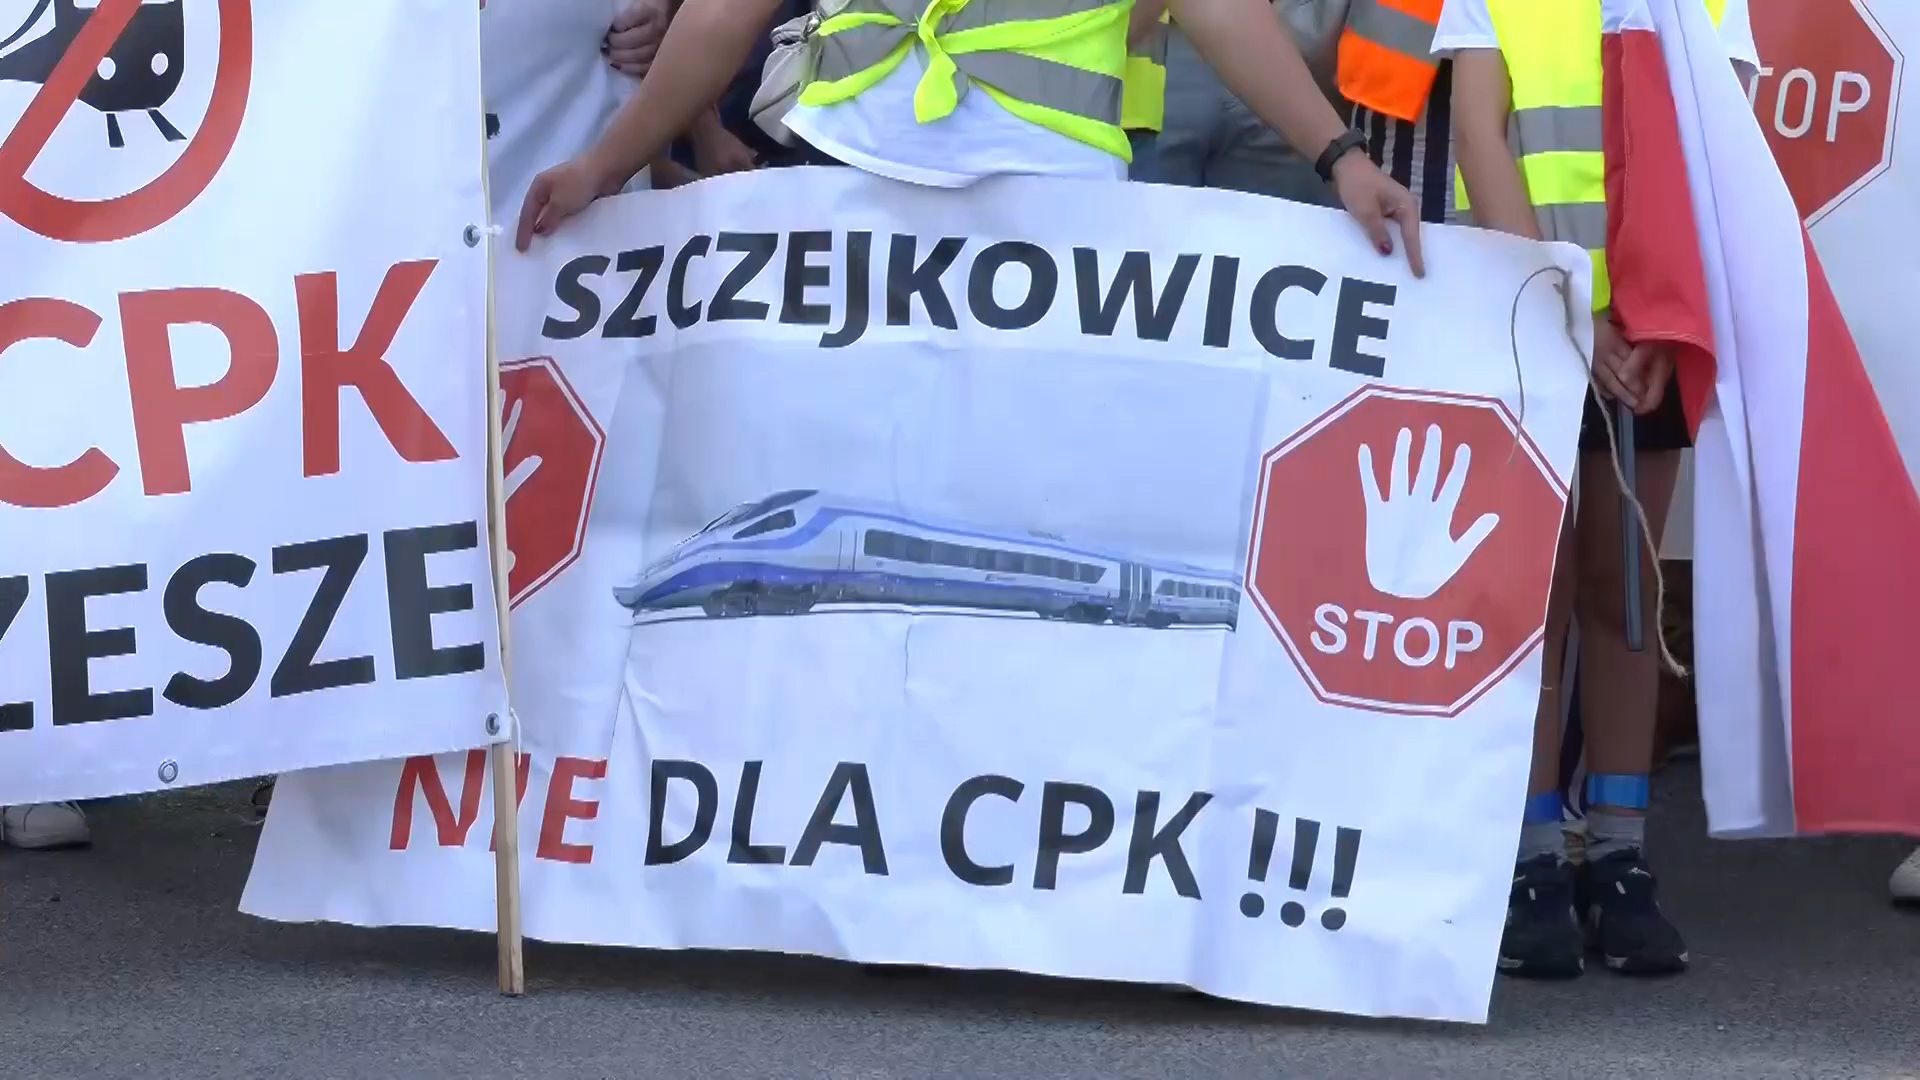 CPK
ZESZE
SZCZEJKOWICE
STOP
NIE DLA CPK !!!
STOP